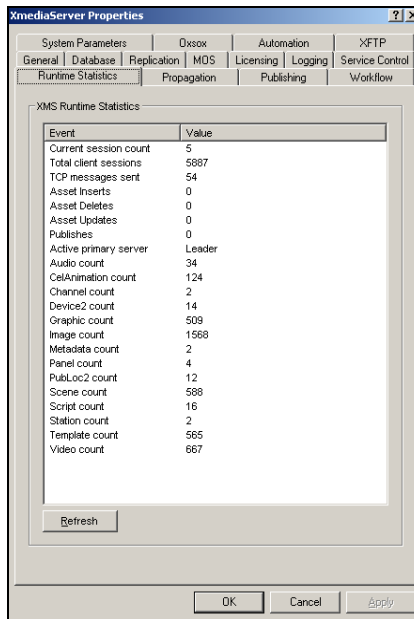 XmediaServer Properties
System Parameters Oxsox Automation XFTP
General Database Replication MOS Licensing Logging Service Control
Runtime Statistics Propagation Publishing Workflow
XMS Runtime Statistics
Event Value
Current session count 5
Total client sessions 5887
TCP messages sent 54
Asset Inserts 0
Asset Deletes 0
Asset Updates 0
Publishes 0
Active primary server Leader
Audio count 34
CelAnimation count 124
Channel count 2
Device2 count 14
Graphic count 509
Image count 1568
Metadata count 2
Panel count 4
PubLoc2 count 12
Scene count 588
Script count 16
Station count 2
Template count 565
Video count 667
Refresh
OK Cancel Apply